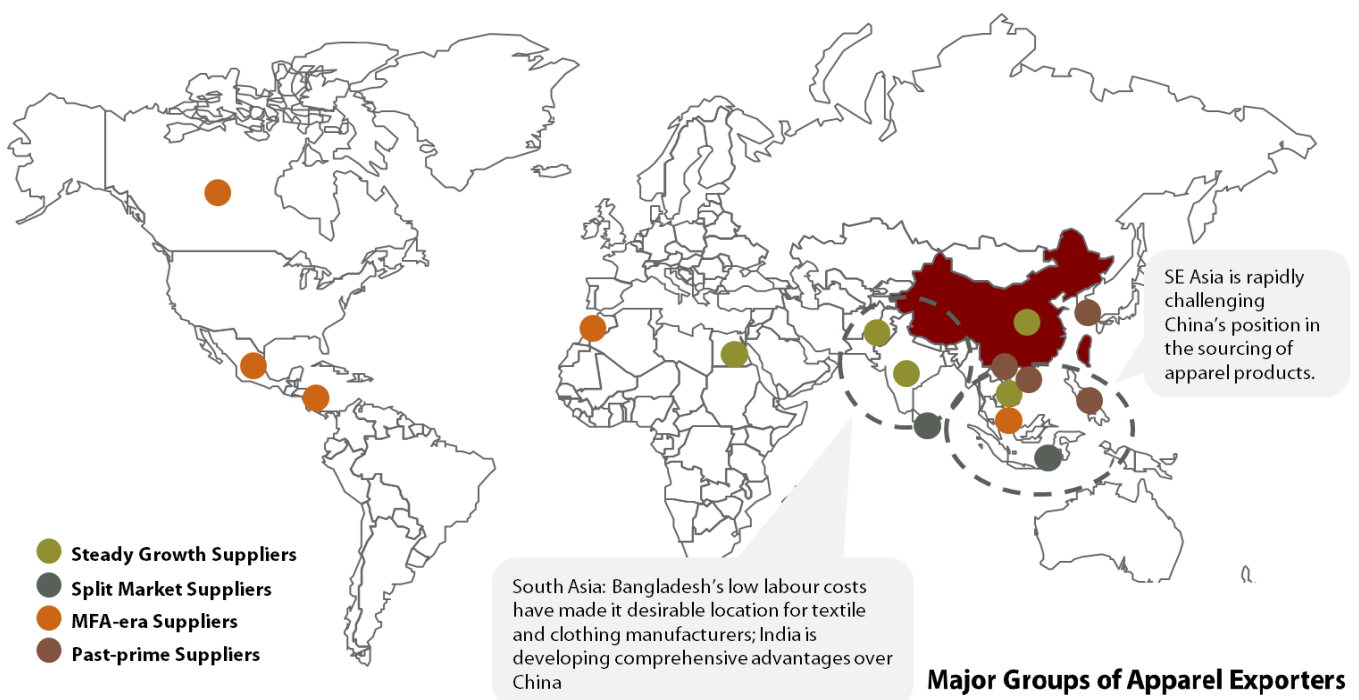 SE Asia is rapidly
challenging
China's position in
the sourcing of
apparel products.
Steady Growth Suppliers
Split Market Suppliers
MFA-era Suppliers
Past-prime Suppliers
South Asia: Bangladesh's low labour costs
have made it desirable location for textile
and clothing manufacturers; India is
developing comprehensive advantages over
China
Major Groups of Apparel Exporters